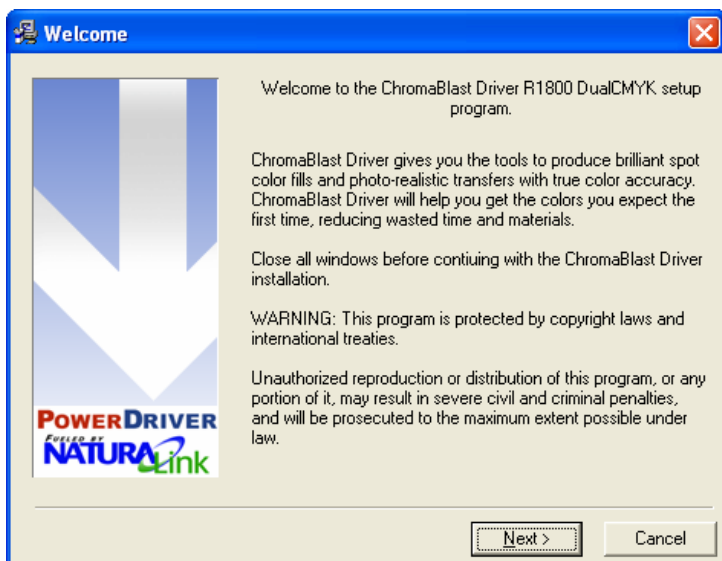 Welcome
Welcome to the ChromaBlast Driver R1800 DualCMYK setup
program.
ChromaBlast Driver gives you the tools to produce brilliant spot
color fills and photo-realistic transfers with true color accuracy.
ChromaBlast Driver will help you get the colors you expect the
first time, reducing wasted time and materials.
Close all windows before contiuing with the ChromaBlast Driver
installation.
WARNING: This program is protected by copyright laws and
international treaties.
Unauthorized reproduction or distribution of this program, or any
portion of it, may result in severe civil and criminal penalties,
and will be prosecuted to the maximum extent possible under
law.
POWERDRIVER
FUELED BY
NATURALink
Next >
Cancel